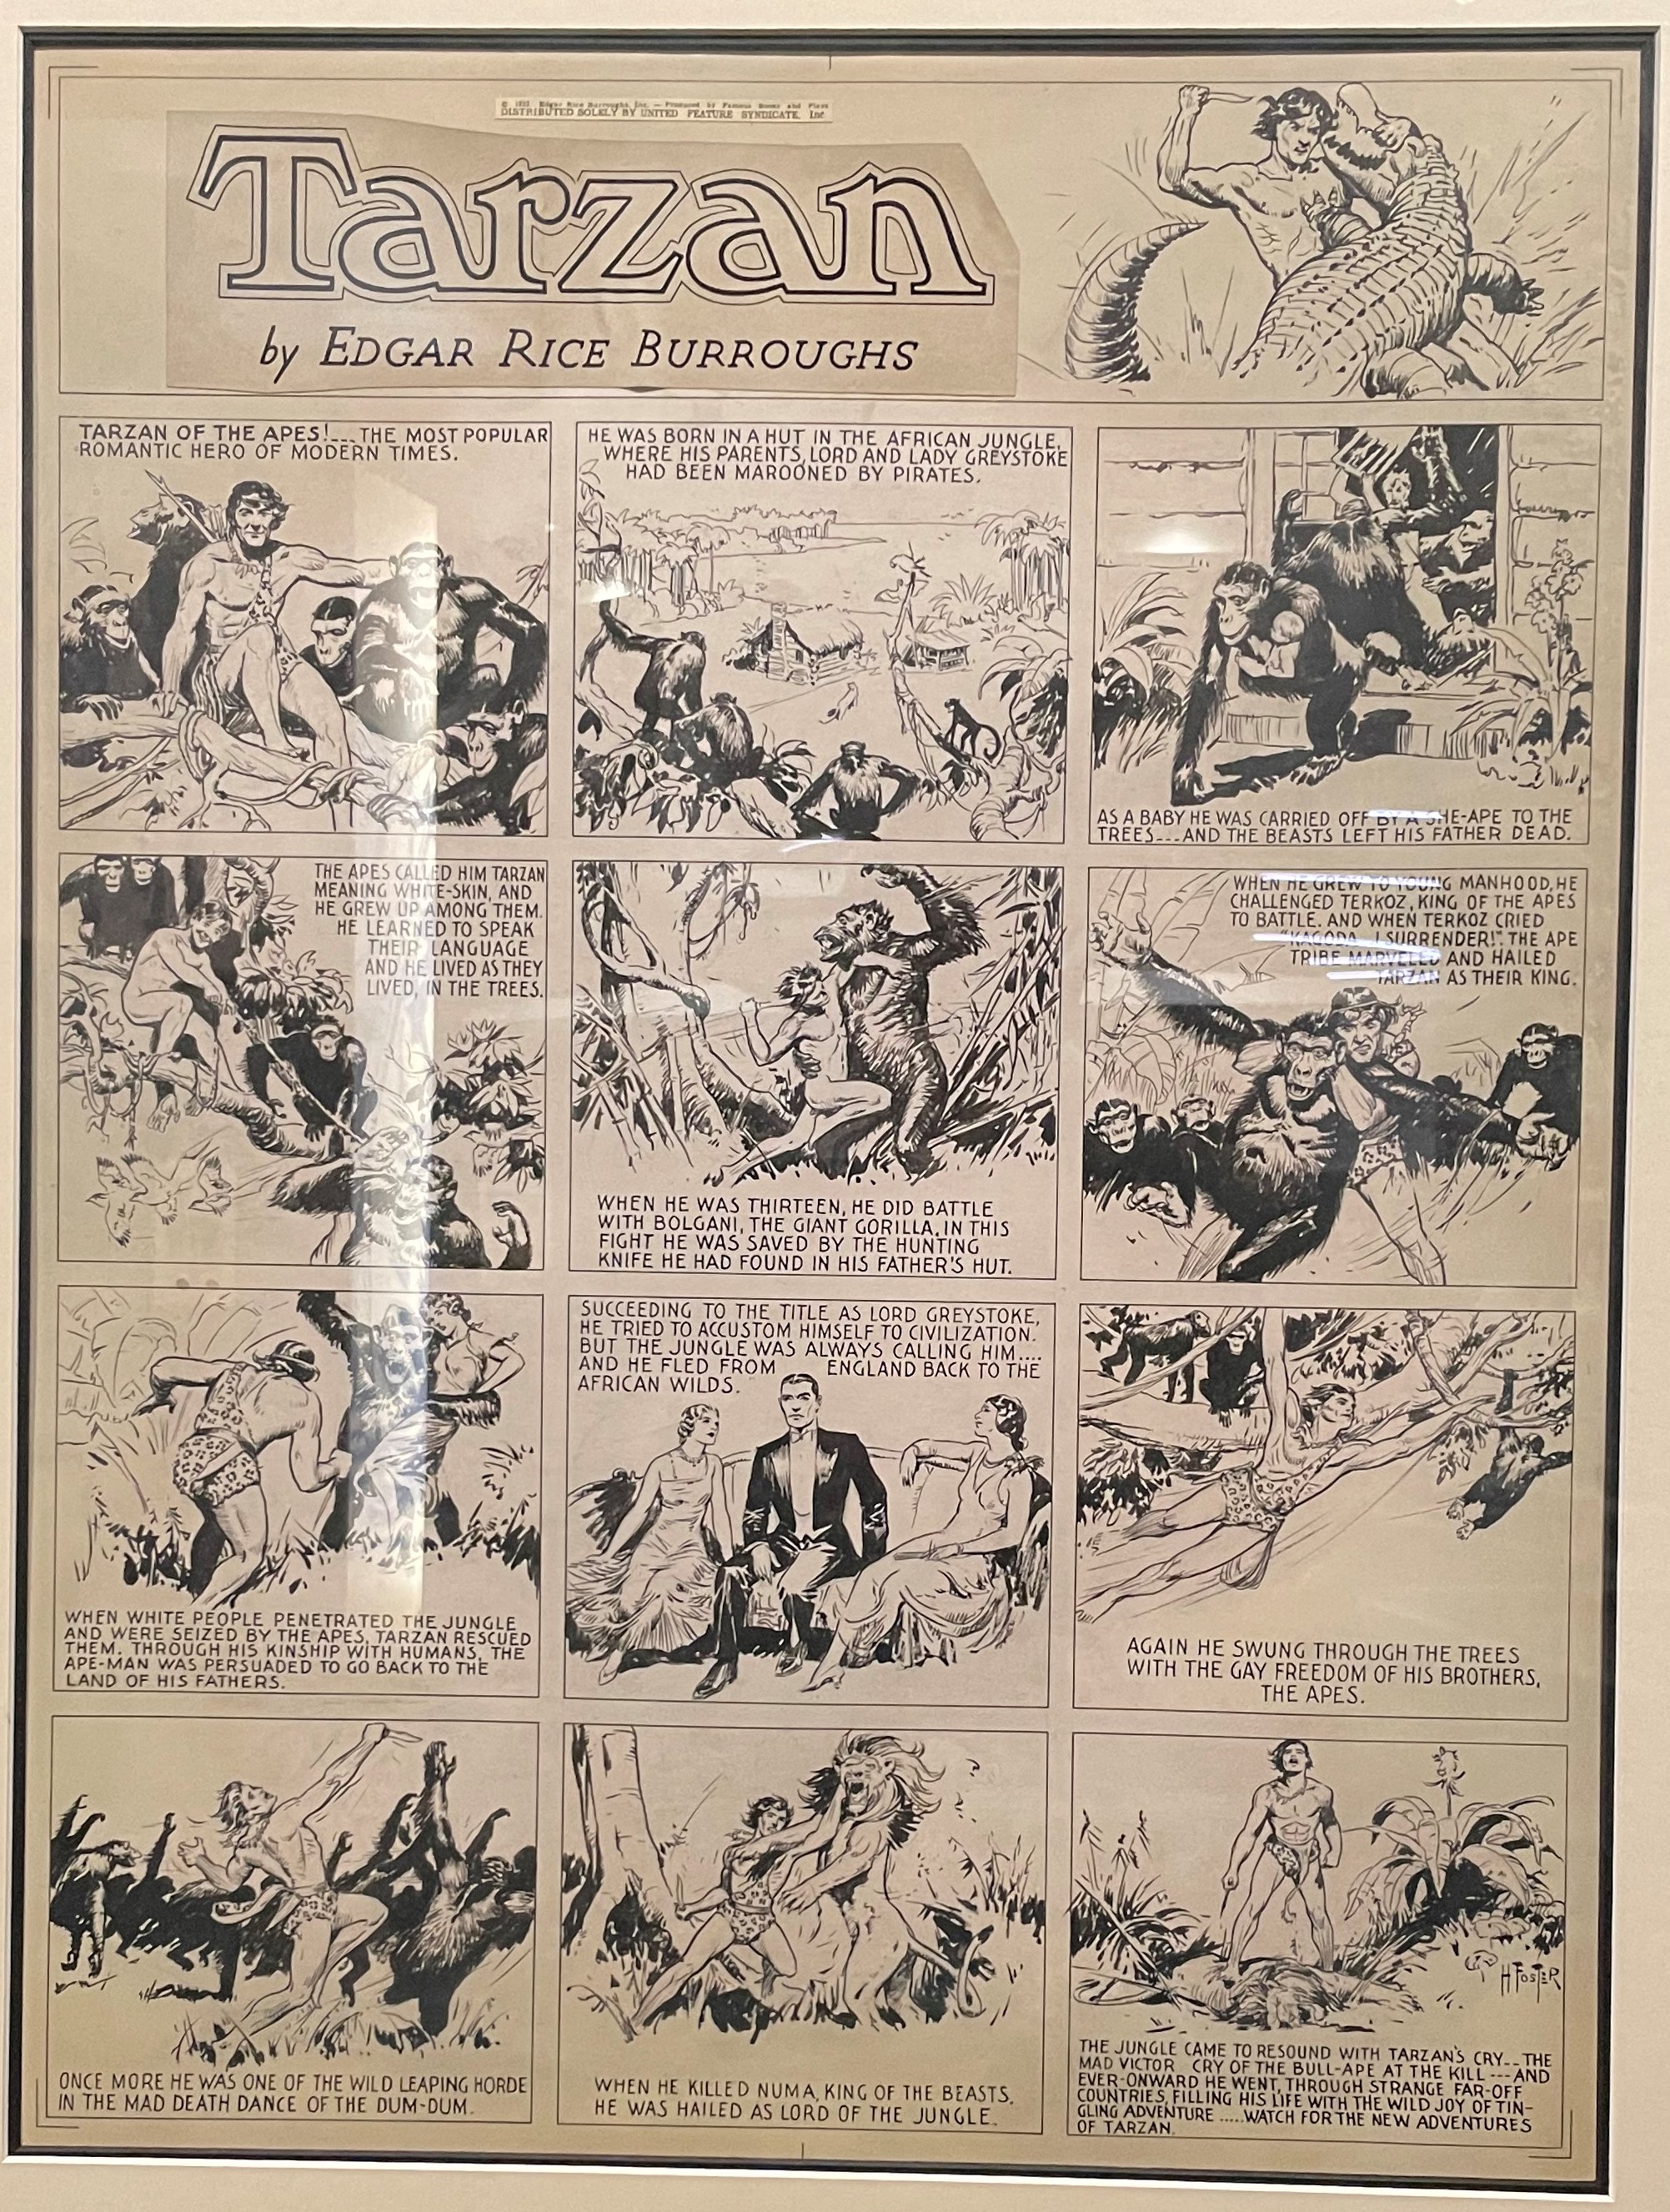 © 1933 Edgar Rice Burroughs, Inc. — Produced by Famous Books and Plays
DISTRIBUTED SOLELY BY UNITED FEATURE SYNDICATE, Inc
Tarzan
by EDGAR RICE BURROUGHS
TARZAN OF THE APES!... THE MOST POPULAR
ROMANTIC HERO OF MODERN TIMES.
HE WAS BORN IN A HUT IN THE AFRICAN JUNGLE,
WHERE HIS PARENTS, LORD AND LADY GREYSTOKE
HAD BEEN MAROONED BY PIRATES.
AS A BABY HE WAS CARRIED OFF BY A SHE-APE TO THE
TREES---AND THE BEASTS LEFT HIS FATHER DEAD.
THE APES CALLED HIM TARZAN
MEANING WHITE-SKIN, AND
HE GREW UP AMONG THEM.
HE LEARNED TO SPEAK
THEIR LANGUAGE
AND HE LIVED AS THEY
LIVED, IN THE TREES.
WHEN HE WAS THIRTEEN, HE DID BATTLE
WITH BOLGANI, THE GIANT GORILLA. IN THIS
FIGHT HE WAS SAVED BY THE HUNTING
KNIFE HE HAD FOUND IN HIS FATHER'S HUT.
WHEN HE GREW TO YOUNG MANHOOD, HE
CHALLENGED TERKOZ, KING OF THE APES
TO BATTLE. AND WHEN TERKOZ CRIED
"KAGODA...I SURRENDER!" THE APE
TRIBE MARVELED AND HAILED
TARZAN AS THEIR KING.
WHEN WHITE PEOPLE PENETRATED THE JUNGLE
AND WERE SEIZED BY THE APES, TARZAN RESCUED
THEM. THROUGH HIS KINSHIP WITH HUMANS, THE
APE-MAN WAS PERSUADED TO GO BACK TO THE
LAND OF HIS FATHERS.
SUCCEEDING TO THE TITLE AS LORD GREYSTOKE,
HE TRIED TO ACCUSTOM HIMSELF TO CIVILIZATION.
BUT THE JUNGLE WAS ALWAYS CALLING HIM....
AND HE FLED FROM ENGLAND BACK TO THE
AFRICAN WILDS.
AGAIN HE SWUNG THROUGH THE TREES
WITH THE GAY FREEDOM OF HIS BROTHERS,
THE APES.
ONCE MORE HE WAS ONE OF THE WILD LEAPING HORDE
IN THE MAD DEATH DANCE OF THE DUM-DUM.
WHEN HE KILLED NUMA, KING OF THE BEASTS,
HE WAS HAILED AS LORD OF THE JUNGLE.
H FOSTER
THE JUNGLE CAME TO RESOUND WITH TARZAN'S CRY---THE
MAD VICTOR CRY OF THE BULL-APE AT THE KILL---AND
EVER-ONWARD HE WENT, THROUGH STRANGE FAR-OFF
COUNTRIES, FILLING HIS LIFE WITH THE WILD JOY OF TIN-
GLING ADVENTURE .....WATCH FOR THE NEW ADVENTURES
OF TARZAN.